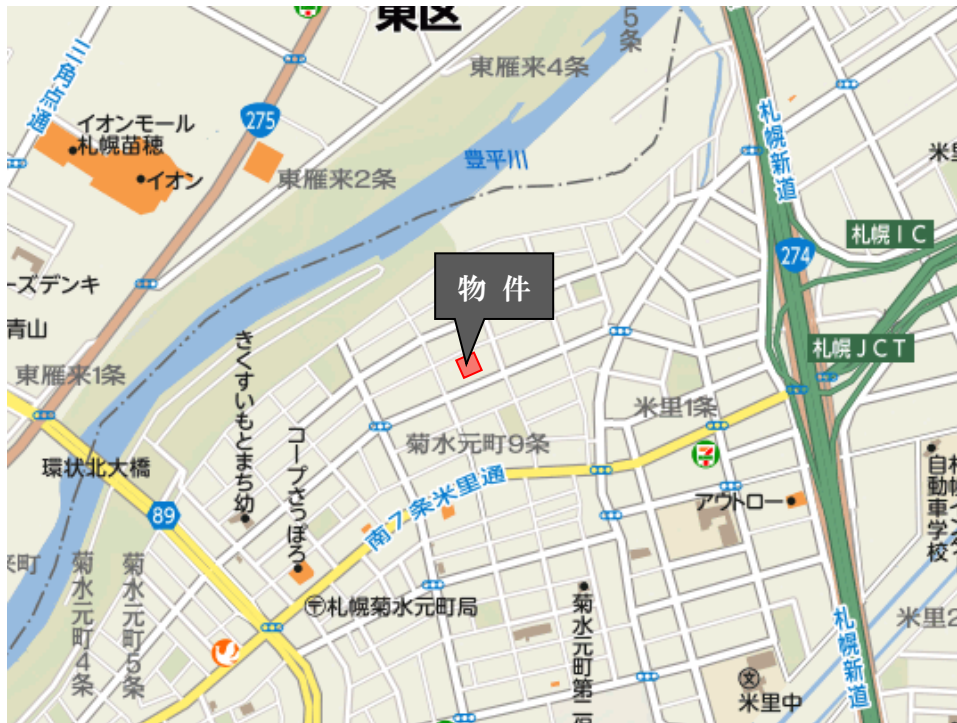 東区
5条
三角点通
東雁来4条
275
イオンモール
札幌苗穂
イオン
東雁来2条
豊平川
札幌新道
米
札幌IC
274
物 件
ーズデンキ
青山
きくすいもとまち幼
札幌JCT
東雁来1条
コープさっぽろ
菊水元町9条
米里1条
環状北大橋
89
南7条米里通
アウトロー
自動車学校
菊水元町4条
菊水元町5条
〒札幌菊水元町局
菊水元町第二
札幌新道
米里2
文
米里中